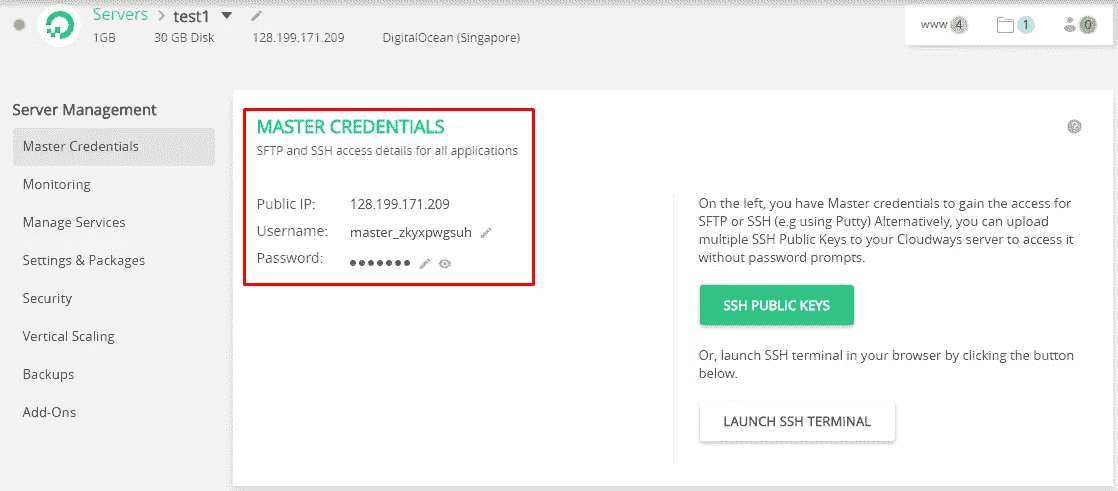 Servers > test1
www 4 1 0
1GB 30 GB Disk 128.199.171.209 DigitalOcean (Singapore)
Server Management
Master Credentials
Monitoring
Manage Services
Settings & Packages
Security
Vertical Scaling
Backups
Add-Ons
MASTER CREDENTIALS
SFTP and SSH access details for all applications
Public IP: 128.199.171.209
Username: master_zkyxpwgsuh
Password: •••••••
On the left, you have Master credentials to gain the access for
SFTP or SSH (e.g using Putty) Alternatively, you can upload
multiple SSH Public Keys to your Cloudways server to access it
without password prompts.
SSH PUBLIC KEYS
Or, launch SSH terminal in your browser by clicking the button
below.
LAUNCH SSH TERMINAL